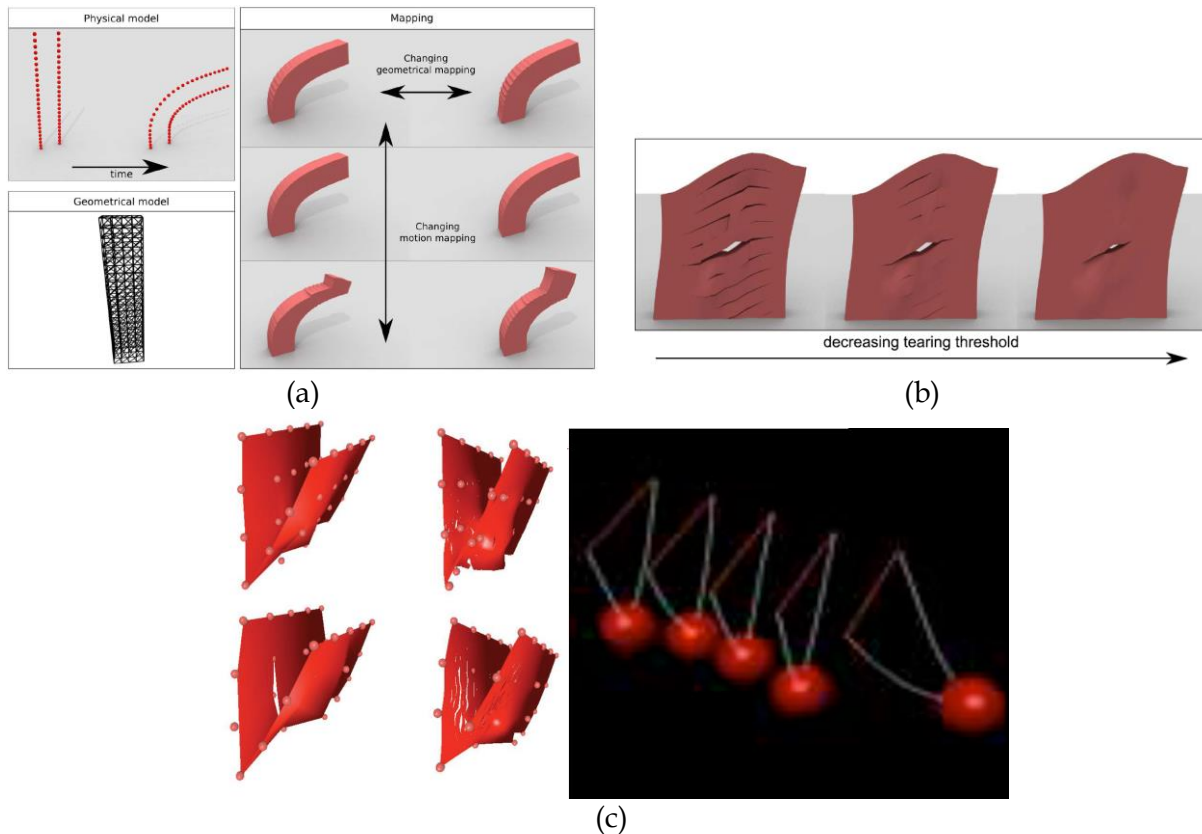 Physical model
time
Geometrical model
Mapping
Changing
geometrical mapping
Changing
motion mapping
(a)
decreasing tearing threshold
(b)
(c)